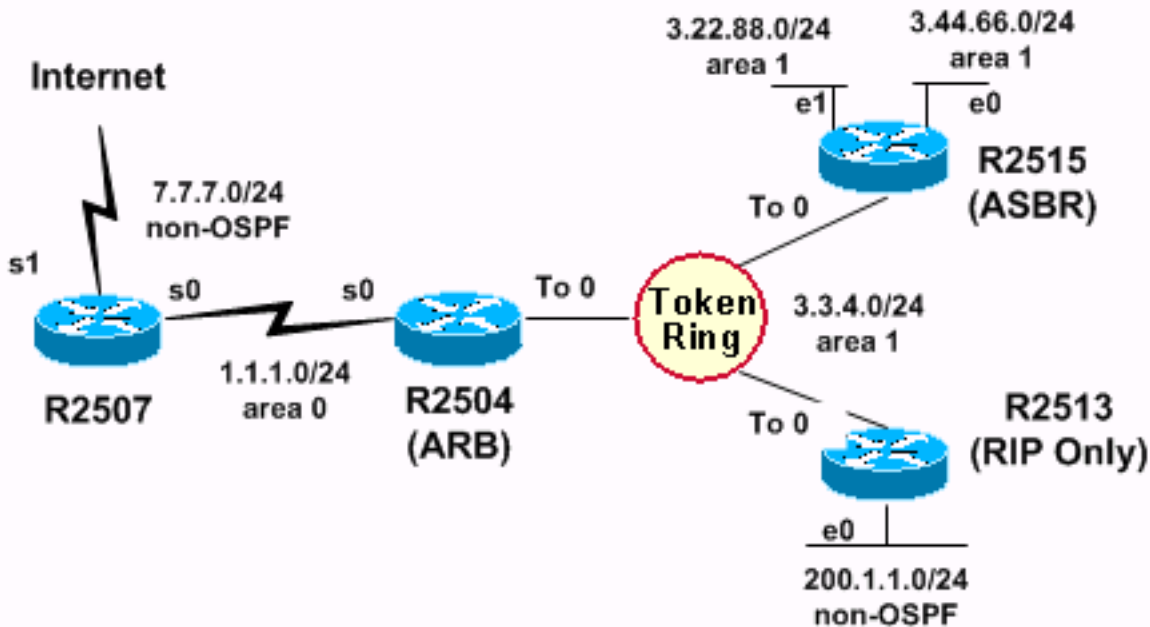 Internet
7.7.7.0/24
non-OSPF
s1
s0
R2507
1.1.1.0/24
area 0
s0
R2504
(ARB)
To 0
Token
Ring
3.3.4.0/24
area 1
3.22.88.0/24
area 1
e1
3.44.66.0/24
area 1
e0
R2515
(ASBR)
To 0
To 0
R2513
(RIP Only)
e0
200.1.1.0/24
non-OSPF